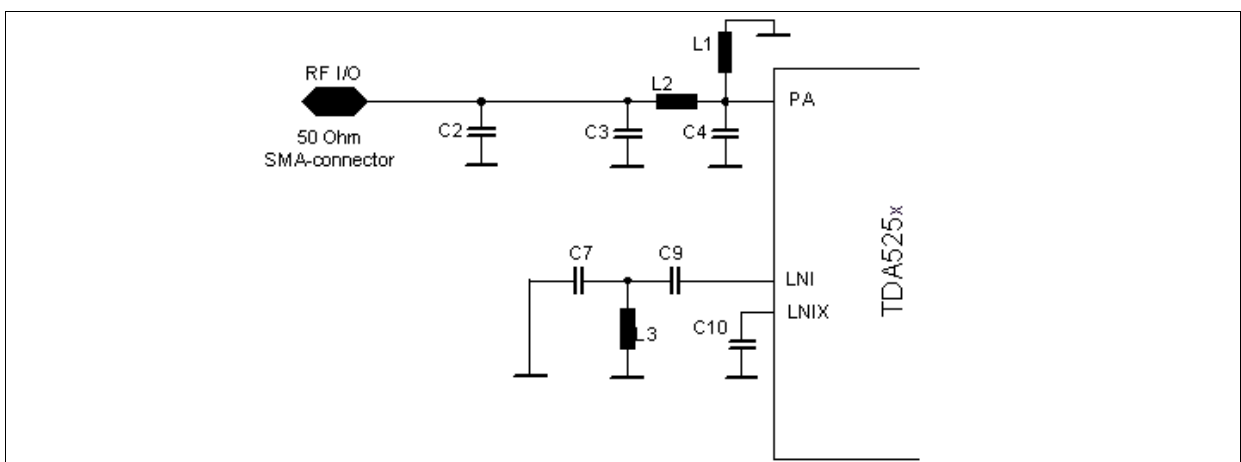 L1
RF I/O
L2
PA
C2
C3
C4
50 Ohm
SMA-connector
TDA525x
C7
C9
LNI
LNIX
C10
L3